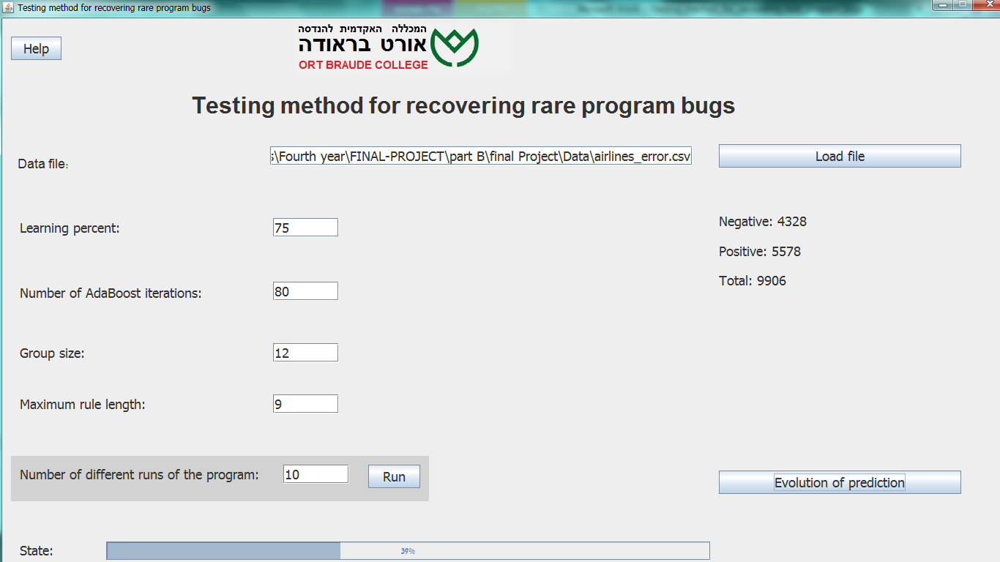 Testing method for recovering rare program bugs
Help
המכללה האקדמית להנדסה
אורט בראודה
ORT BRAUDE COLLEGE
Testing method for recovering rare program bugs
Data file:
\Fourth year\FINAL-PROJECT\part B\final Project\Data\airlines_error.csv
Load file
Learning percent:
75
Negative: 4328
Positive: 5578
Total: 9906
Number of AdaBoost iterations:
80
Group size:
12
Maximum rule length:
9
Number of different runs of the program:
10
Run
Evolution of prediction
State:
39%